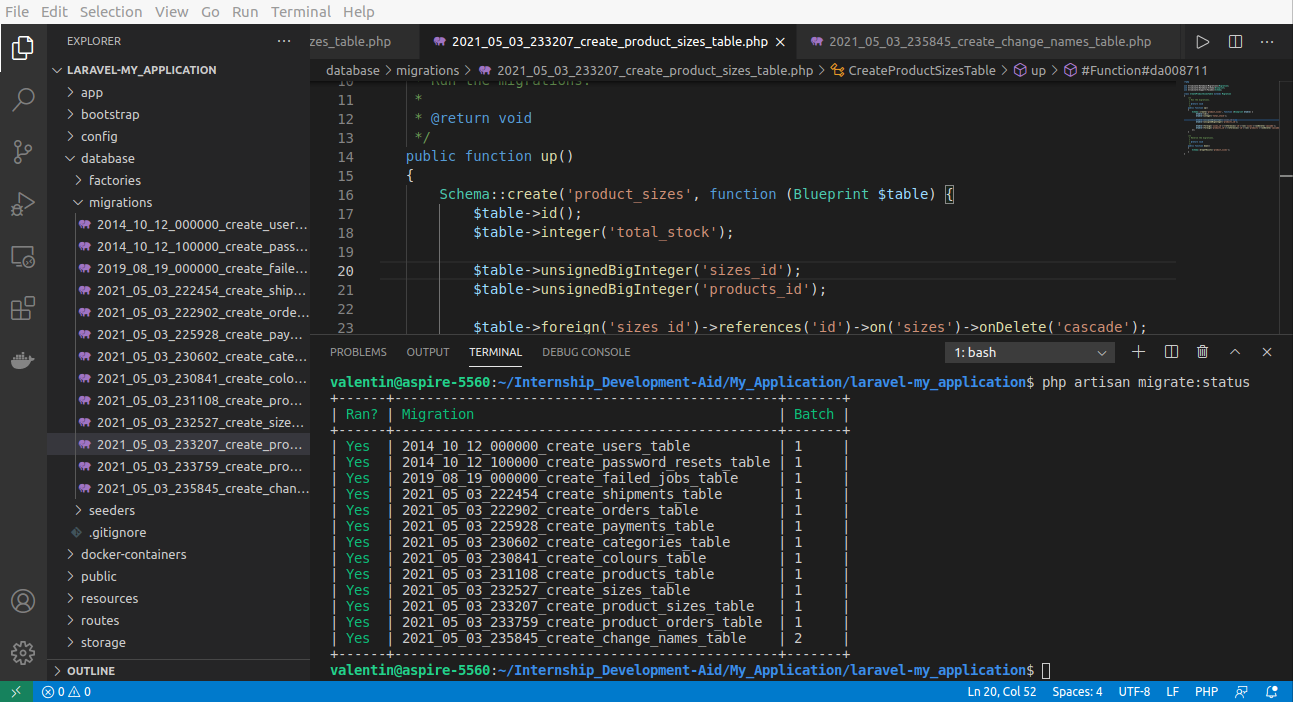 File Edit Selection View Go Run Terminal Help
EXPLORER
zes_table.php
2021_05_03_233207_create_product_sizes_table.php
2021_05_03_235845_create_change_names_table.php
LARAVEL-MY_APPLICATION
app
bootstrap
config
database
factories
migrations
2014_10_12_000000_create_user...
2014_10_12_100000_create_pass...
2019_08_19_000000_create_faile...
2021_05_03_222454_create_ship...
2021_05_03_222902_create_orde...
2021_05_03_225928_create_pay...
2021_05_03_230602_create_cate...
2021_05_03_230841_create_colo...
2021_05_03_231108_create_pro...
2021_05_03_232527_create_size...
2021_05_03_233207_create_pro...
2021_05_03_233759_create_pro...
2021_05_03_235845_create_chan...
seeders
.gitignore
docker-containers
public
resources
routes
storage
OUTLINE
database > migrations > 2021_05_03_233207_create_product_sizes_table.php > CreateProductSizesTable > up > #Function#da008711
10 * Run the migrations.
11 *
12 * @return void
13 */
14 public function up()
15 {
16 Schema::create('product_sizes', function (Blueprint $table) {
17 $table->id();
18 $table->integer('total_stock');
19
20 $table->unsignedBigInteger('sizes_id');
21 $table->unsignedBigInteger('products_id');
22
23 $table->foreign('sizes_id')->references('id')->on('sizes')->onDelete('cascade');
PROBLEMS OUTPUT TERMINAL DEBUG CONSOLE 1: bash
valentin@aspire-5560:~/Internship_Development-Aid/My_Application/laravel-my_application$ php artisan migrate:status
+------+------------------------------------------------+-------+
| Ran? | Migration | Batch |
+------+------------------------------------------------+-------+
| Yes | 2014_10_12_000000_create_users_table | 1 |
| Yes | 2014_10_12_100000_create_password_resets_table | 1 |
| Yes | 2019_08_19_000000_create_failed_jobs_table | 1 |
| Yes | 2021_05_03_222454_create_shipments_table | 1 |
| Yes | 2021_05_03_222902_create_orders_table | 1 |
| Yes | 2021_05_03_225928_create_payments_table | 1 |
| Yes | 2021_05_03_230602_create_categories_table | 1 |
| Yes | 2021_05_03_230841_create_colours_table | 1 |
| Yes | 2021_05_03_231108_create_products_table | 1 |
| Yes | 2021_05_03_232527_create_sizes_table | 1 |
| Yes | 2021_05_03_233207_create_product_sizes_table | 1 |
| Yes | 2021_05_03_233759_create_product_orders_table | 1 |
| Yes | 2021_05_03_235845_create_change_names_table | 2 |
+------+------------------------------------------------+-------+
valentin@aspire-5560:~/Internship_Development-Aid/My_Application/laravel-my_application$
0 0 Ln 20, Col 52 Spaces: 4 UTF-8 LF PHP